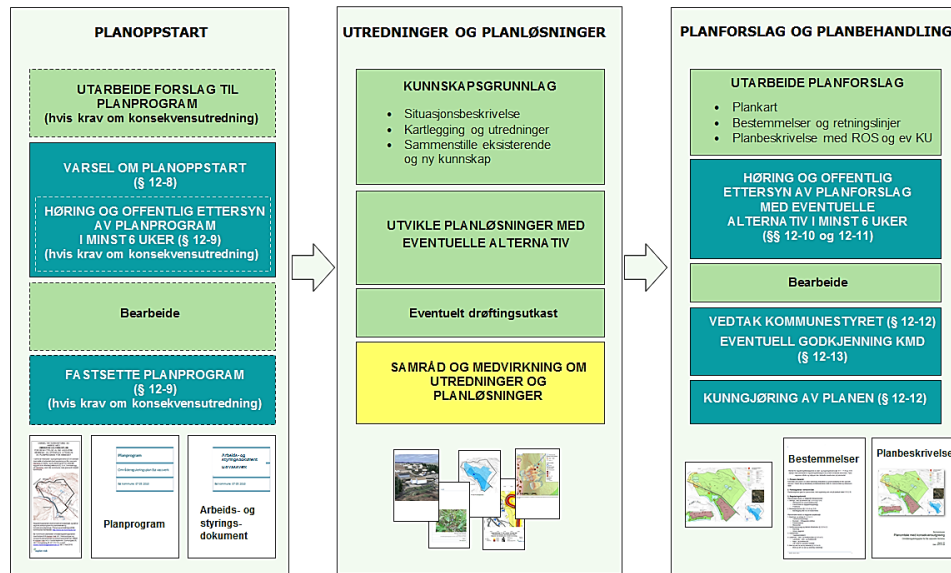 PLANOPPSTART
UTARBEIDE FORSLAG TIL
PLANPROGRAM
(hvis krav om konsekvensutredning)
VARSEL OM PLANOPPSTART
(§ 12-8)
HØRING OG OFFENTLIG ETTERSYN
AV PLANPROGRAM
I MINST 6 UKER (§ 12-9)
(hvis krav om konsekvensutredning)
Bearbeide
FASTSETTE PLANPROGRAM
(§ 12-9)
(hvis krav om konsekvensutredning)
Planprogram
Planprogram
Arbeids- og
styringsdokument
Arbeids- og
styrings-
dokument
UTREDNINGER OG PLANLØSNINGER
KUNNSKAPSGRUNNLAG
• Situasjonsbeskrivelse
• Kartlegging og utredninger
• Sammenstille eksisterende
og ny kunnskap
UTVIKLE PLANLØSNINGER MED
EVENTUELLE ALTERNATIV
Eventuelt drøftingsutkast
SAMRÅD OG MEDVIRKNING OM
UTREDNINGER OG
PLANLØSNINGER
PLANFORSLAG OG PLANBEHANDLING
UTARBEIDE PLANFORSLAG
• Plankart
• Bestemmelser og retningslinjer
• Planbeskrivelse med ROS og ev KU
HØRING OG OFFENTLIG
ETTERSYN AV PLANFORSLAG
MED EVENTUELLE
ALTERNATIV I MINST 6 UKER
(§§ 12-10 og 12-11)
Bearbeide
VEDTAK KOMMUNESTYRET (§ 12-12)
EVENTUELL GODKJENNING KMD
(§ 12-13)
KUNNGJØRING AV PLANEN (§ 12-12)
Bestemmelser
Planbeskrivelse